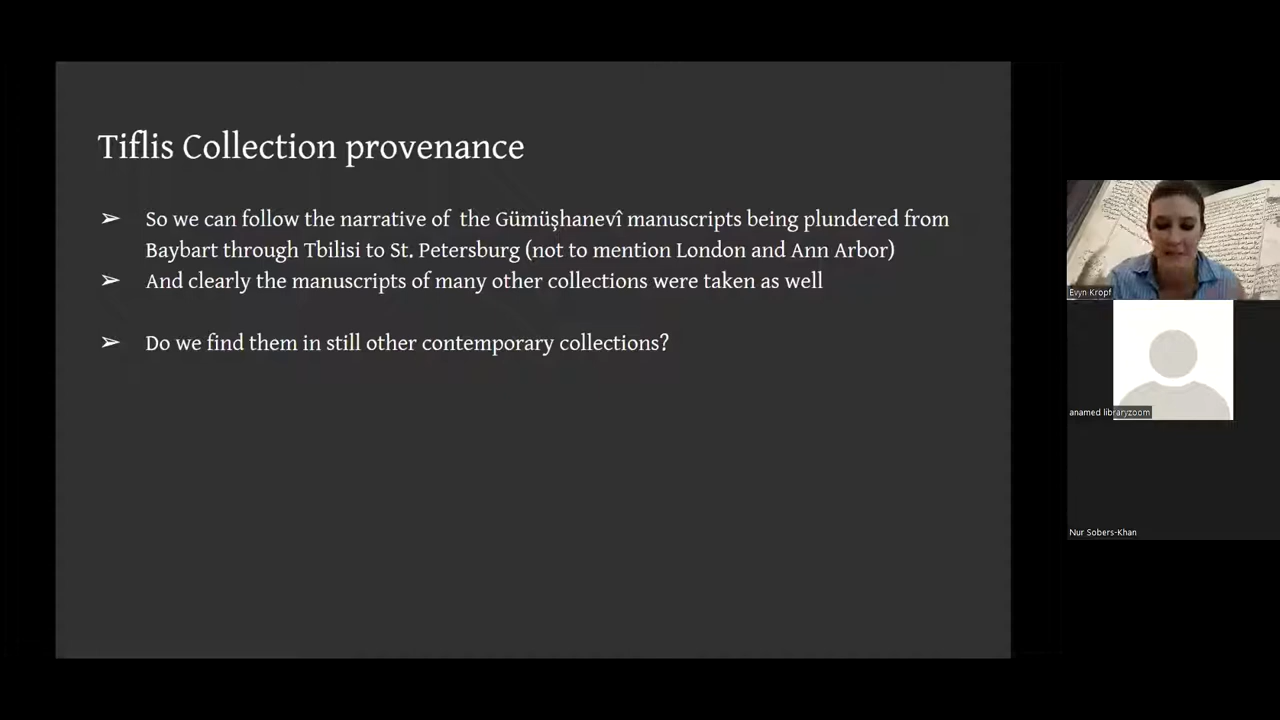 Tiflis Collection provenance
➢ So we can follow the narrative of the Gümüşhanevî manuscripts being plundered from
Baybart through Tbilisi to St. Petersburg (not to mention London and Ann Arbor)
➢ And clearly the manuscripts of many other collections were taken as well
➢ Do we find them in still other contemporary collections?
Evyn Kropf
anamed libraryzoom
Nur Sobers-Khan